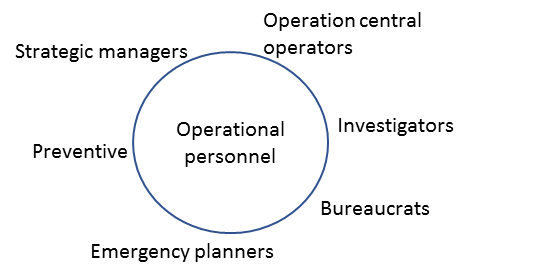 Operation central
operators
Strategic managers
Operational
personnel
Investigators
Preventive
Bureaucrats
Emergency planners